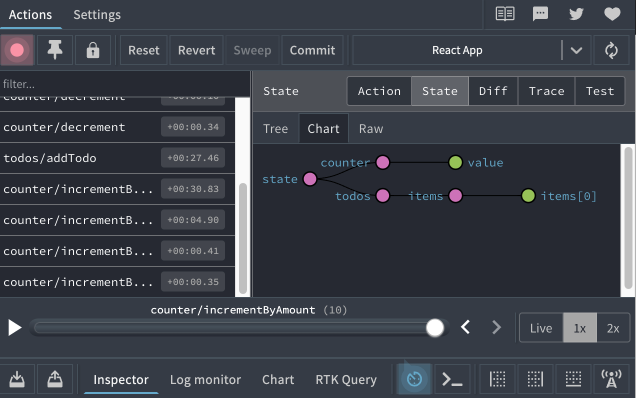 Actions Settings
Reset Revert Sweep Commit React App
filter...
State Action State Diff Trace Test
counter/decrement
counter/decrement +00:00.34
todos/addTodo +00:27.46
counter/incrementB... +00:30.83
counter/incrementB... +00:04.90
counter/incrementB... +00:00.41
counter/incrementB... +00:00.35
Tree Chart Raw
counter value
state
todos items items[0]
counter/incrementByAmount (10)
Live 1x 2x
Inspector Log monitor Chart RTK Query